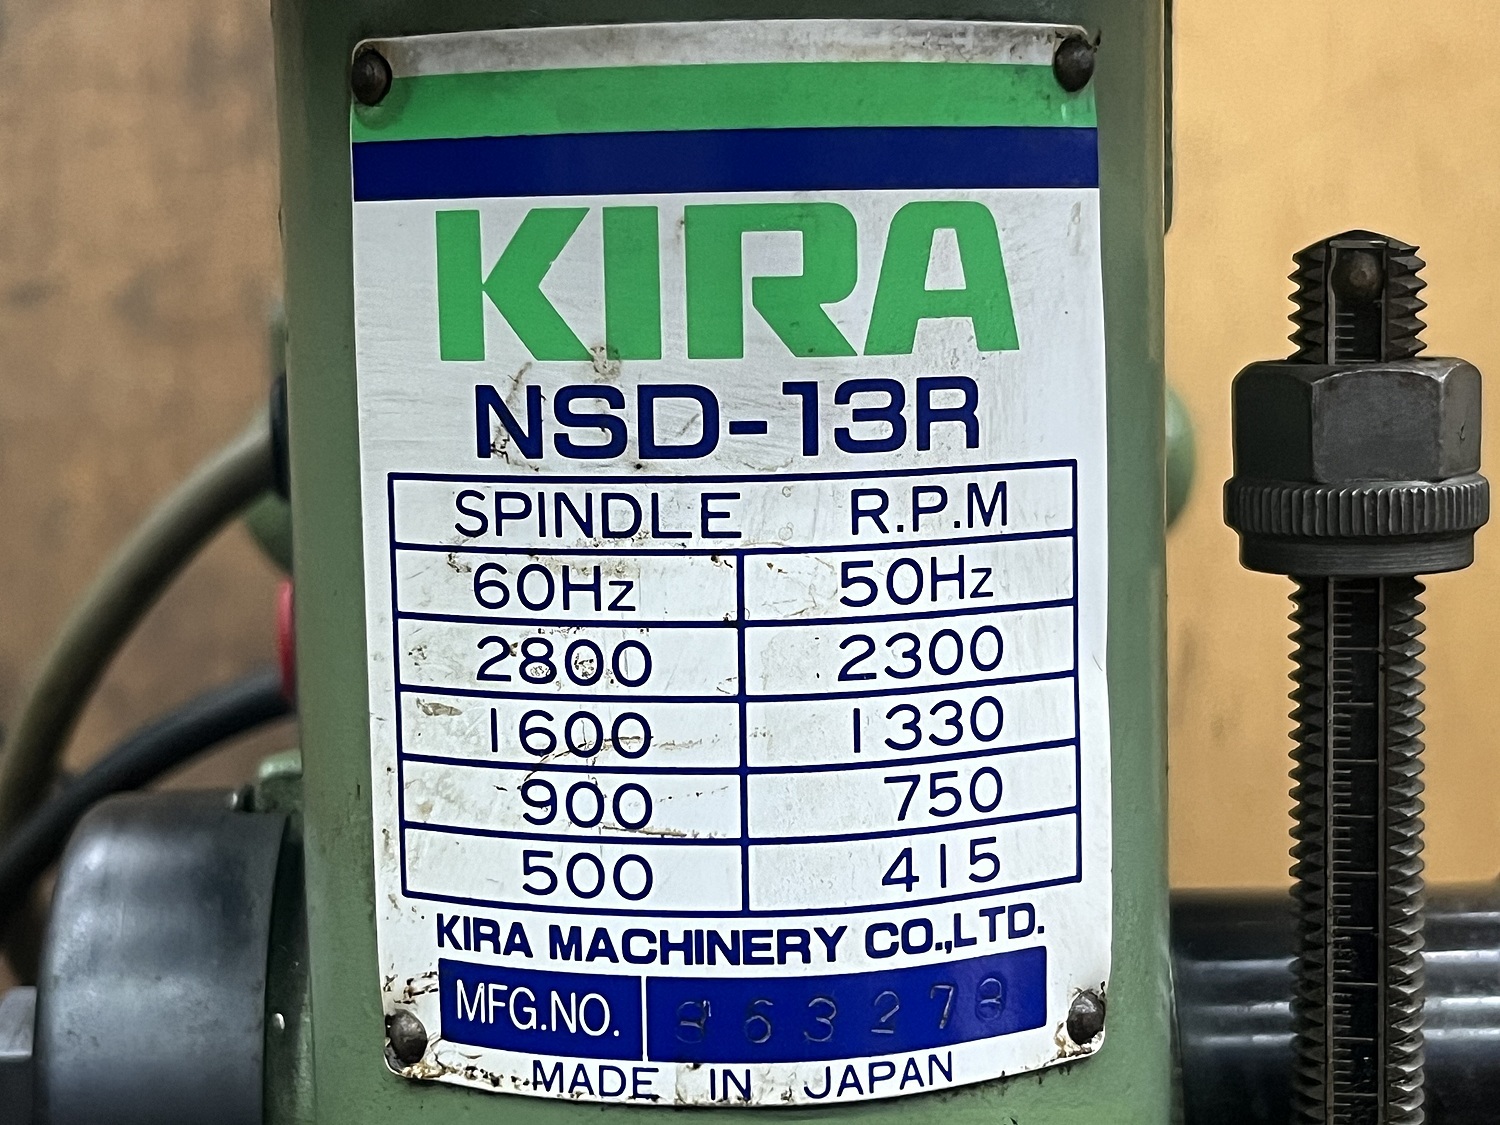 KIRA
NSD-13R
SPINDLE R.P.M
60Hz 50Hz
2800 2300
1600 1330
900 750
500 415
KIRA MACHINERY CO.,LTD.
MFG.NO.
MADE IN JAPAN